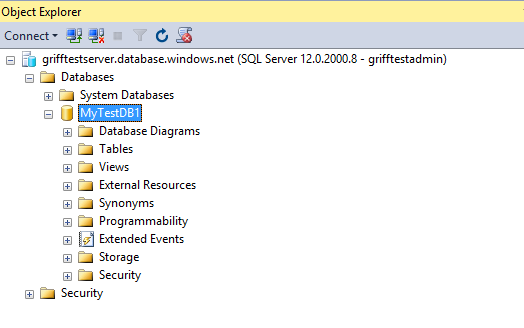 Object Explorer
Connect
grifftestserver.database.windows.net (SQL Server 12.0.2000.8 - grifftestadmin)
Databases
System Databases
MyTestDB1
Database Diagrams
Tables
Views
External Resources
Synonyms
Programmability
Extended Events
Storage
Security
Security